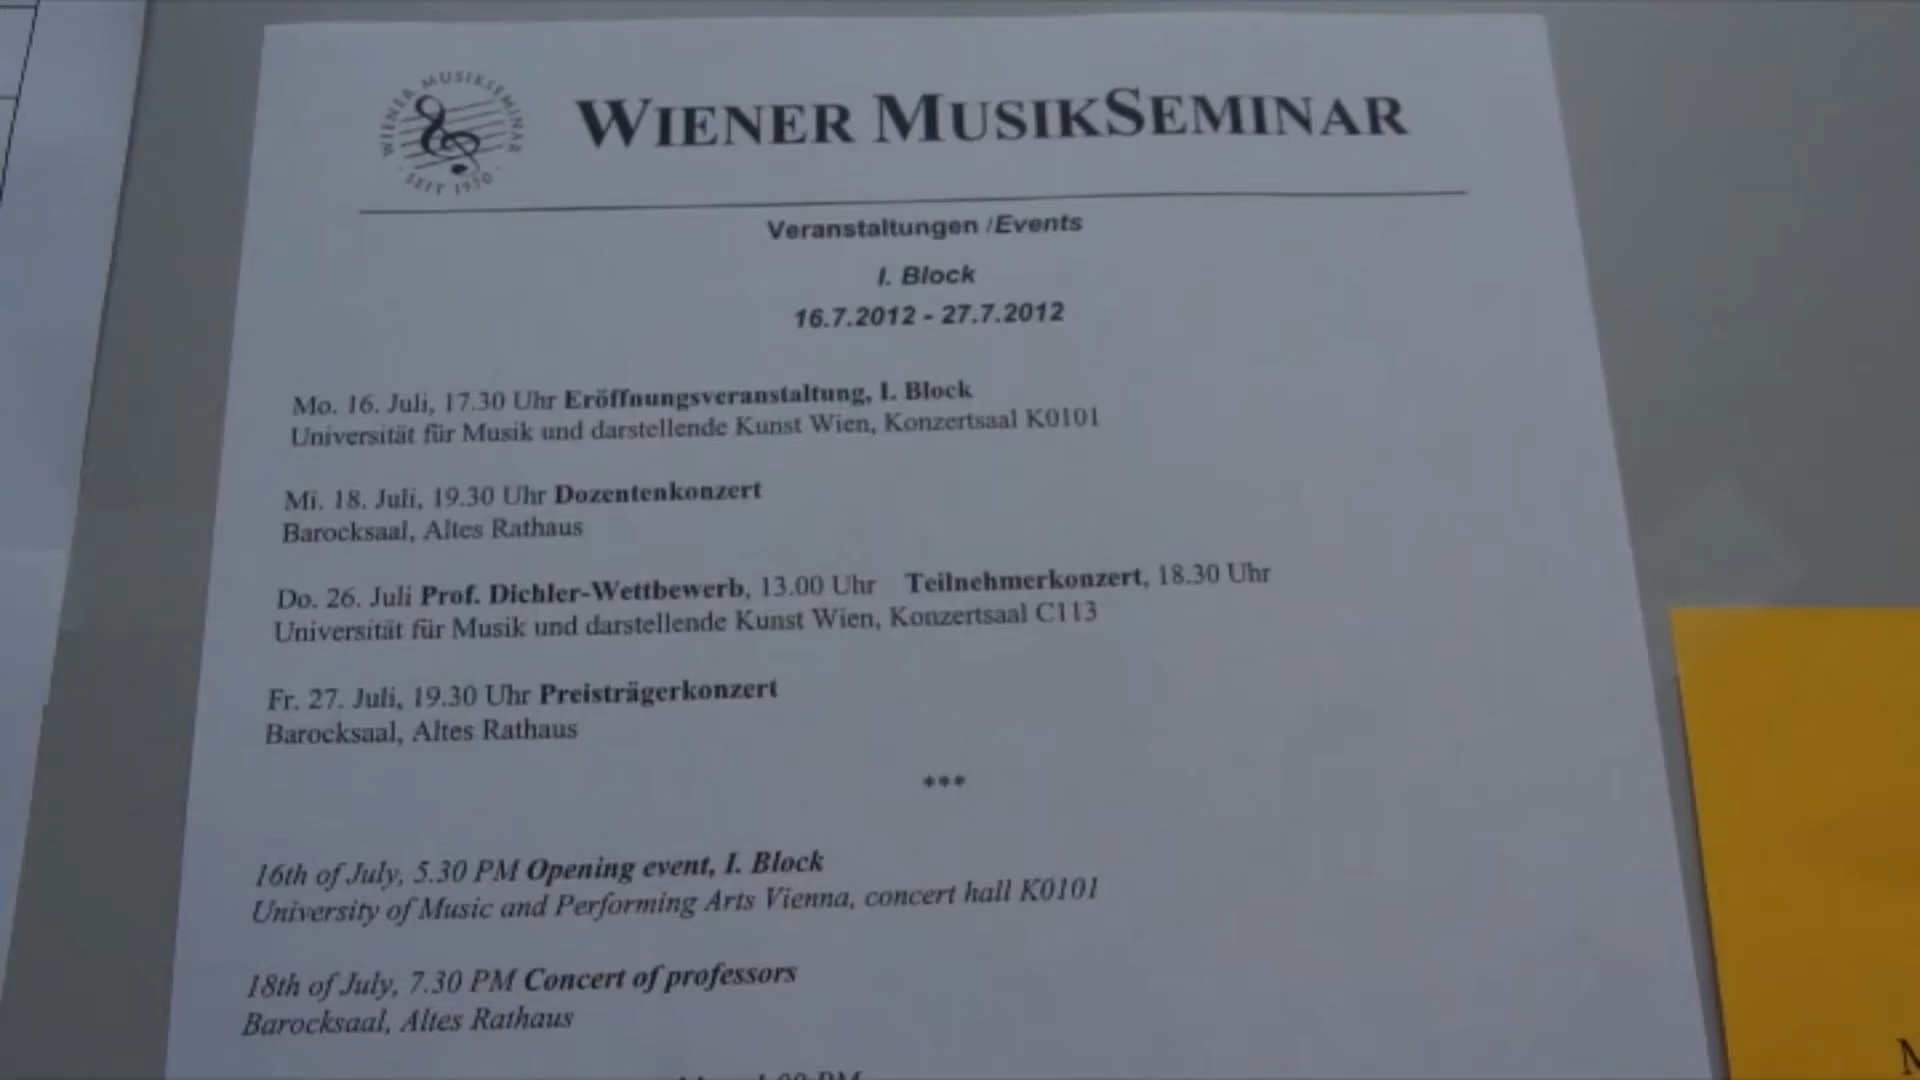 WIENER MUSIKSEMINAR
· SEIT 1970 ·
WIENER MUSIKSEMINAR
Veranstaltungen /Events
I. Block
16.7.2012 - 27.7.2012
Mo. 16. Juli, 17.30 Uhr Eröffnungsveranstaltung, I. Block
Universität für Musik und darstellende Kunst Wien, Konzertsaal K0101
Mi. 18. Juli, 19.30 Uhr Dozentenkonzert
Barocksaal, Altes Rathaus
Do. 26. Juli Prof. Dichler-Wettbewerb, 13.00 Uhr Teilnehmerkonzert, 18.30 Uhr
Universität für Musik und darstellende Kunst Wien, Konzertsaal C113
Fr. 27. Juli, 19.30 Uhr Preisträgerkonzert
Barocksaal, Altes Rathaus
***
16th of July, 5.30 PM Opening event, I. Block
University of Music and Performing Arts Vienna, concert hall K0101
18th of July, 7.30 PM Concert of professors
Barocksaal, Altes Rathaus